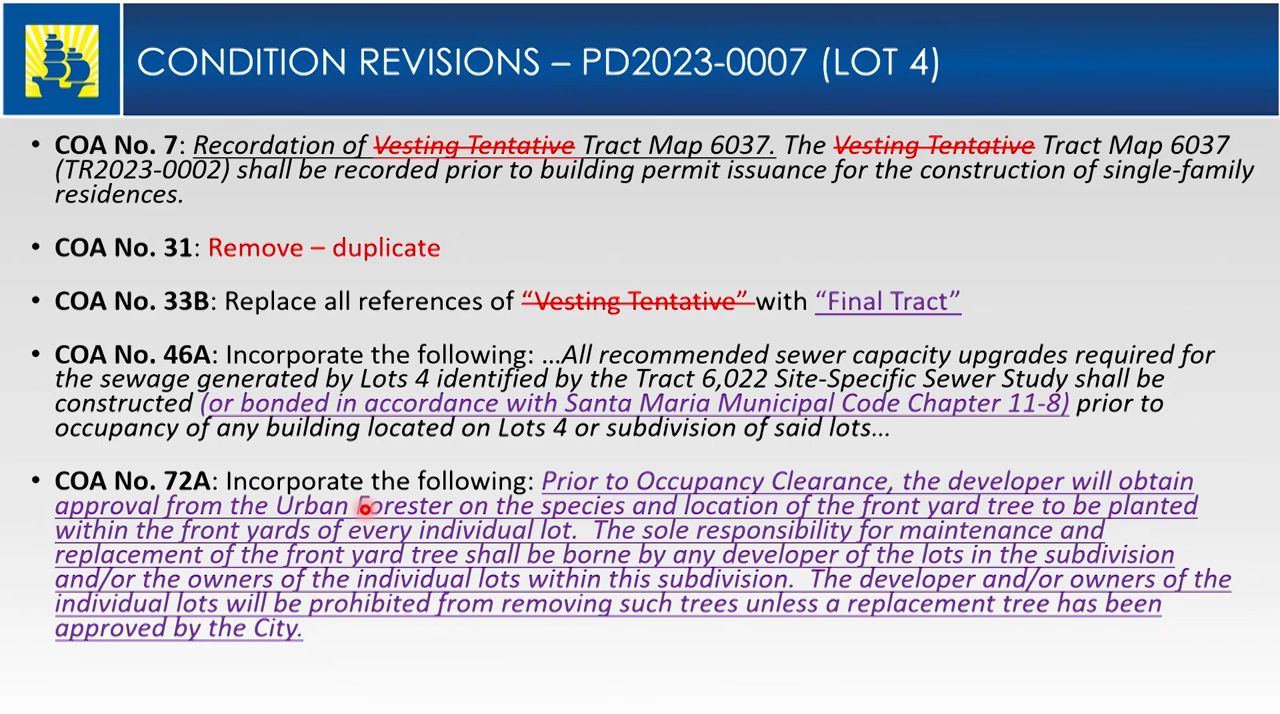 CONDITION REVISIONS – PD2023-0007 (LOT 4)
• COA No. 7: Recordation of Vesting Tentative Tract Map 6037. The Vesting Tentative Tract Map 6037
(TR2023-0002) shall be recorded prior to building permit issuance for the construction of single-family
residences.
• COA No. 31: Remove – duplicate
• COA No. 33B: Replace all references of “Vesting Tentative” with “Final Tract”
• COA No. 46A: Incorporate the following: …All recommended sewer capacity upgrades required for
the sewage generated by Lots 4 identified by the Tract 6,022 Site-Specific Sewer Study shall be
constructed (or bonded in accordance with Santa Maria Municipal Code Chapter 11-8) prior to
occupancy of any building located on Lots 4 or subdivision of said lots…
• COA No. 72A: Incorporate the following: Prior to Occupancy Clearance, the developer will obtain
approval from the Urban Forester on the species and location of the front yard tree to be planted
within the front yards of every individual lot. The sole responsibility for maintenance and
replacement of the front yard tree shall be borne by any developer of the lots in the subdivision
and/or the owners of the individual lots within this subdivision. The developer and/or owners of the
individual lots will be prohibited from removing such trees unless a replacement tree has been
approved by the City.